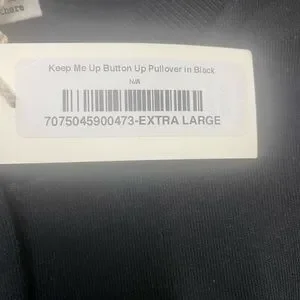 Keep Me Up Button Up Pullover in Black
N/A
7075045900473-EXTRA LARGE